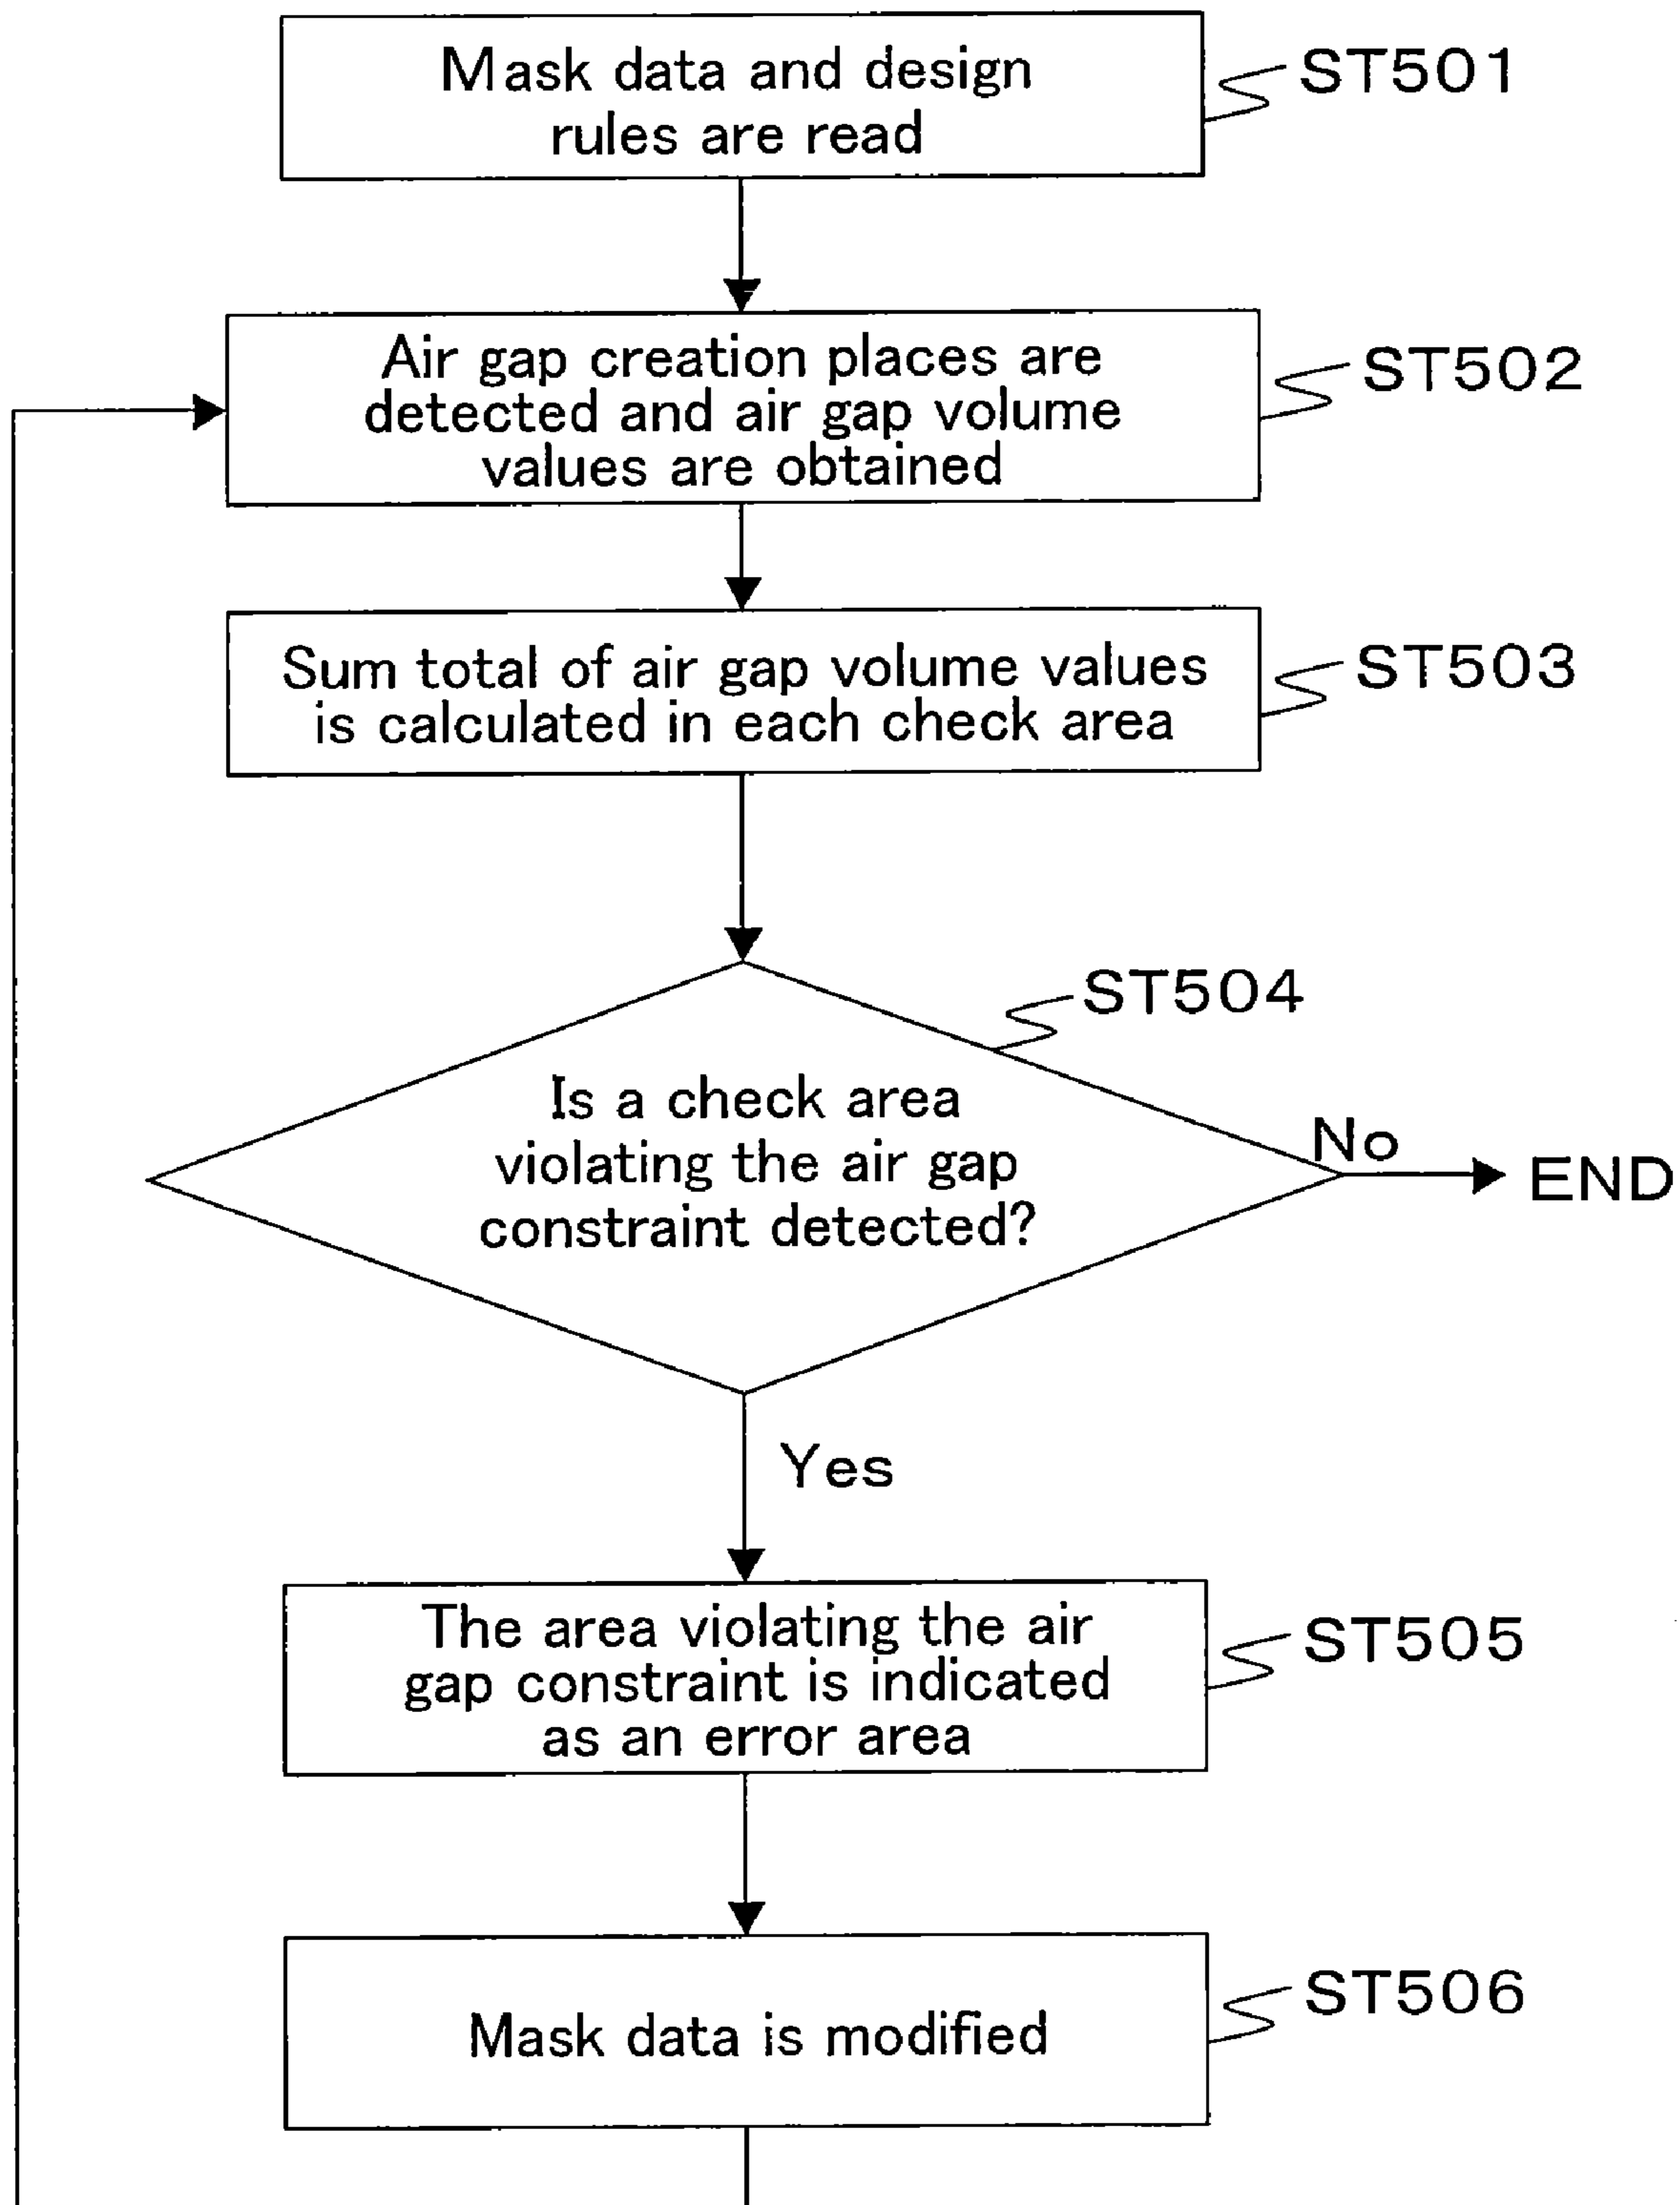 Mask data and design
rules are read
ST501
Air gap creation places are
detected and air gap volume
values are obtained
ST502
Sum total of air gap volume values
is calculated in each check area
ST503
ST504
Is a check area
violating the air gap
constraint detected?
No
END
Yes
The area violating the air
gap constraint is indicated
as an error area
ST505
Mask data is modified
ST506